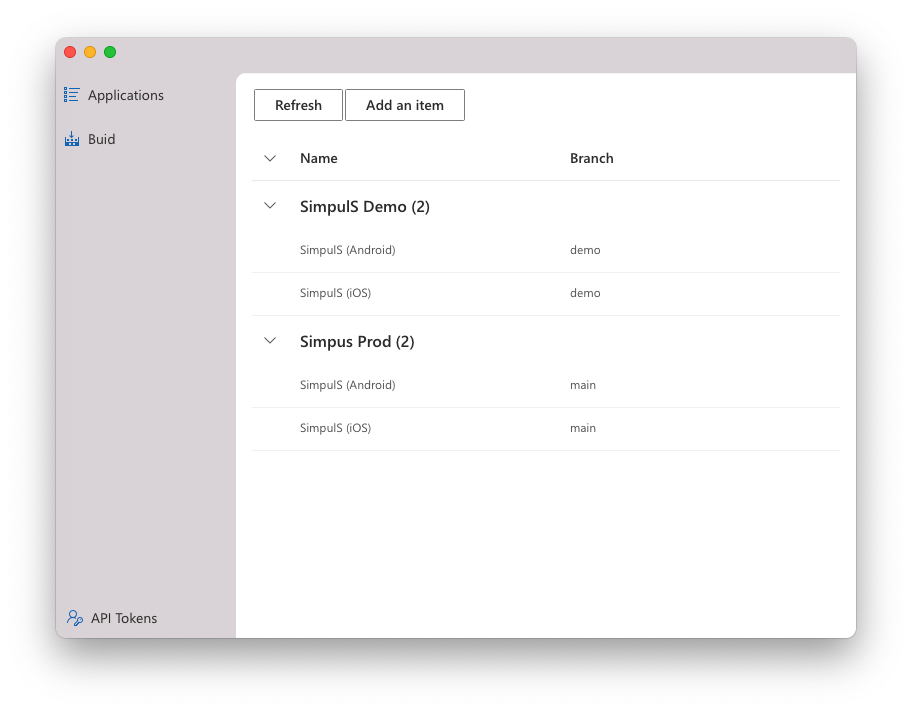 Applications
Buid
API Tokens
Refresh
Add an item
Name Branch
SimpulS Demo (2)
SimpulS (Android) demo
SimpulS (iOS) demo
Simpus Prod (2)
SimpulS (Android) main
SimpulS (iOS) main